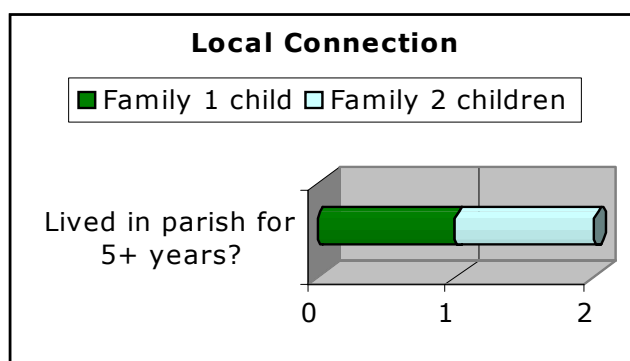 Local Connection
Family 1 child Family 2 children
Lived in parish for
5+ years?
0 1 2